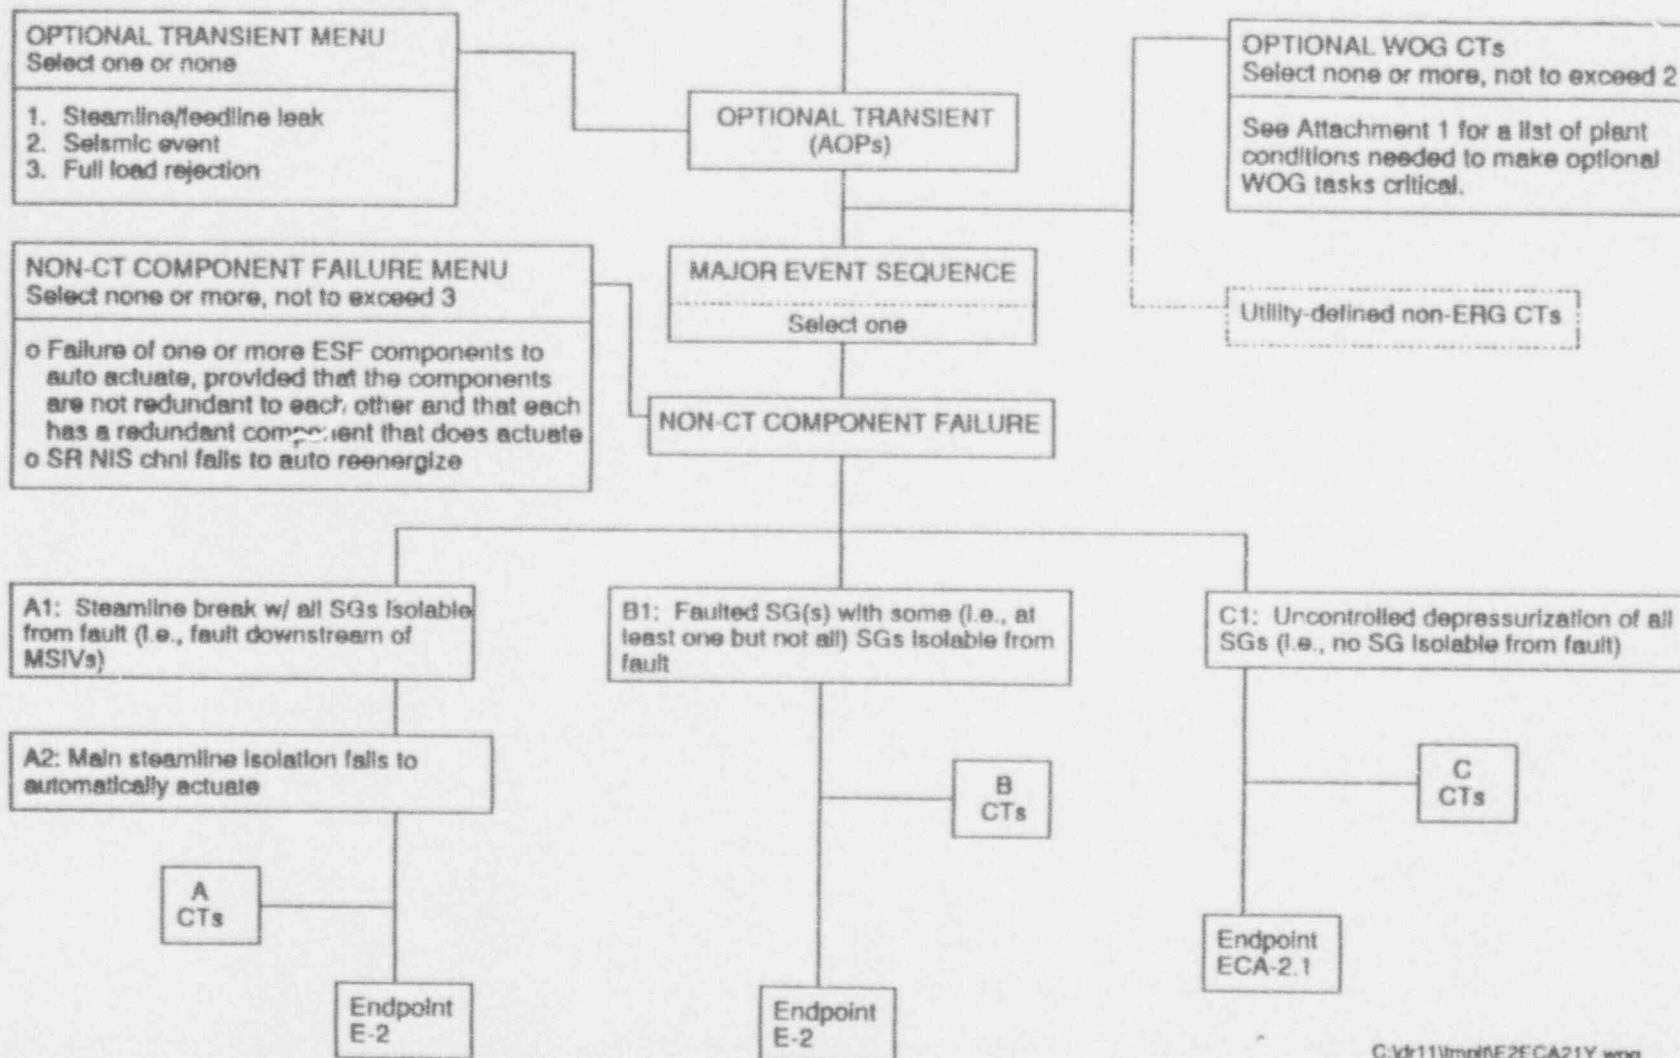 OPTIONAL TRANSIENT MENU
Select one or none
1. Steamline/feedline leak
2. Seismic event
3. Full load rejection
OPTIONAL TRANSIENT
(AOPs)
OPTIONAL WOG CTs
Select none or more, not to exceed 2
See Attachment 1 for a list of plant
conditions needed to make optional
WOG tasks critical.
NON-CT COMPONENT FAILURE MENU
Select none or more, not to exceed 3
o Failure of one or more ESF components to
auto actuate, provided that the components
are not redundant to each other and that each
has a redundant component that does actuate
o SR NIS chnl fails to auto reenergize
MAJOR EVENT SEQUENCE
Select one
Utility-defined non-ERG CTs
NON-CT COMPONENT FAILURE
A1: Steamline break w/ all SGs isolable
from fault (i.e., fault downstream of
MSIVs)
B1: Faulted SG(s) with some (i.e., at
least one but not all) SGs isolable from
fault
C1: Uncontrolled depressurization of all
SGs (i.e., no SG isolable from fault)
A2: Main steamline isolation fails to
automatically actuate
B
CTs
C
CTs
A
CTs
Endpoint
ECA-2.1
Endpoint
E-2
Endpoint
E-2